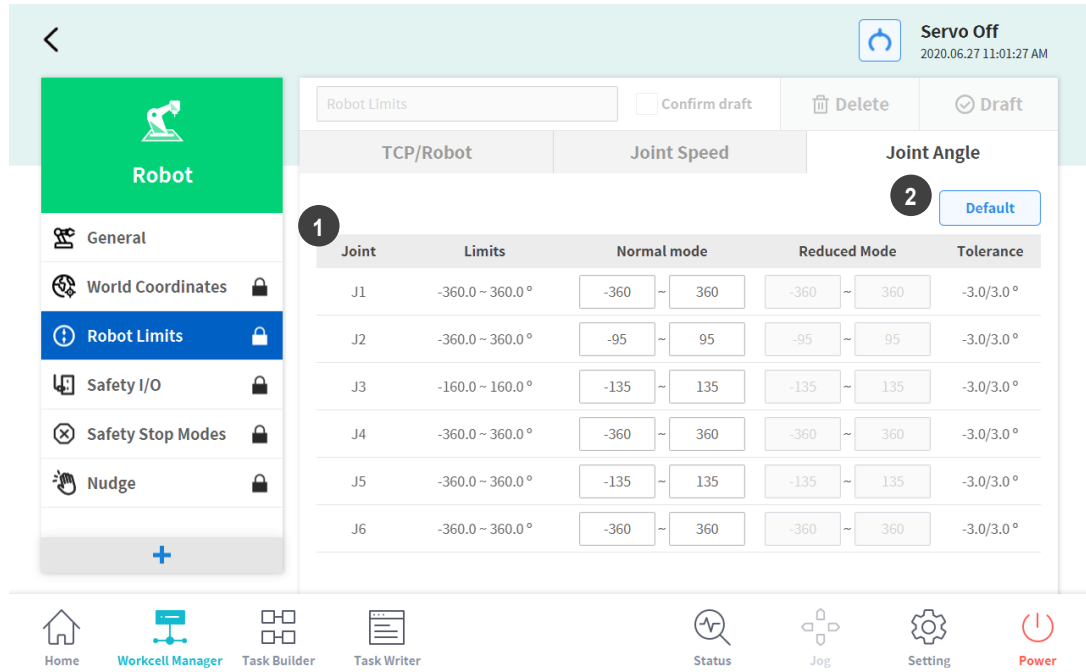 Servo Off
2020.06.27 11:01:27 AM
Robot
General
World Coordinates
Robot Limits
Safety I/O
Safety Stop Modes
Nudge
+
Robot Limits
Confirm draft
Delete
Draft
TCP/Robot Joint Speed Joint Angle
2
Default
1
Joint Limits Normal mode Reduced Mode Tolerance
J1 -360.0 ~ 360.0 º -360 ~ 360 -360 ~ 360 -3.0/3.0 º
J2 -360.0 ~ 360.0 º -95 ~ 95 -95 ~ 95 -3.0/3.0 º
J3 -160.0 ~ 160.0 º -135 ~ 135 -135 ~ 135 -3.0/3.0 º
J4 -360.0 ~ 360.0 º -360 ~ 360 -360 ~ 360 -3.0/3.0 º
J5 -360.0 ~ 360.0 º -135 ~ 135 -135 ~ 135 -3.0/3.0 º
J6 -360.0 ~ 360.0 º -360 ~ 360 -360 ~ 360 -3.0/3.0 º
Home Workcell Manager Task Builder Task Writer Status Jog Setting Power